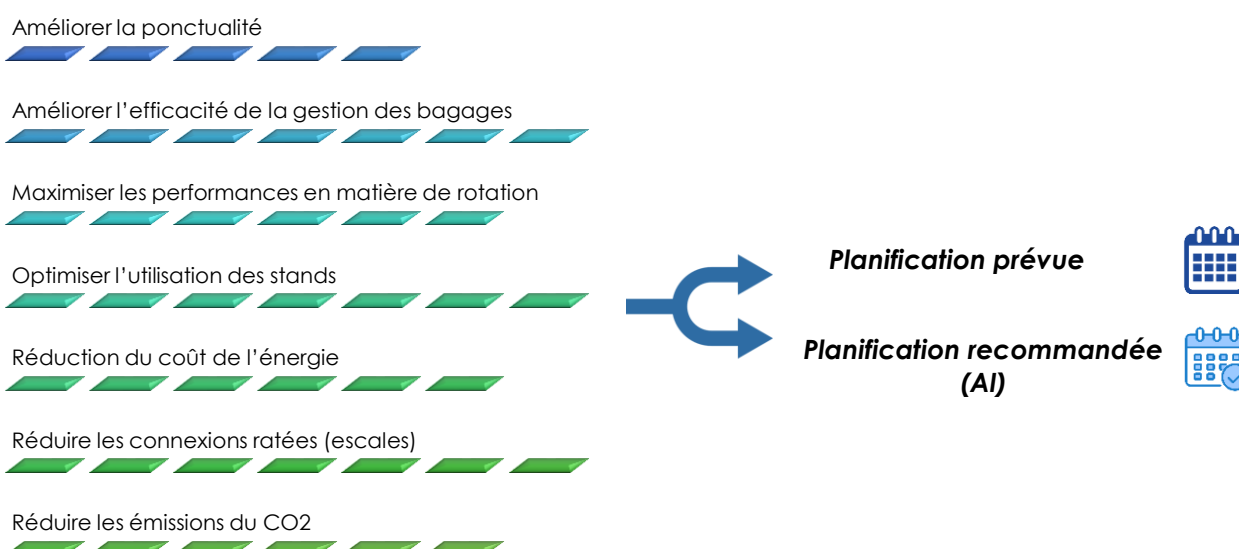 Améliorer la ponctualité
Améliorer l’efficacité de la gestion des bagages
Maximiser les performances en matière de rotation
Optimiser l’utilisation des stands
Réduction du coût de l’énergie
Réduire les connexions ratées (escales)
Réduire les émissions du CO2
Planification prévue
Planification recommandée
(AI)